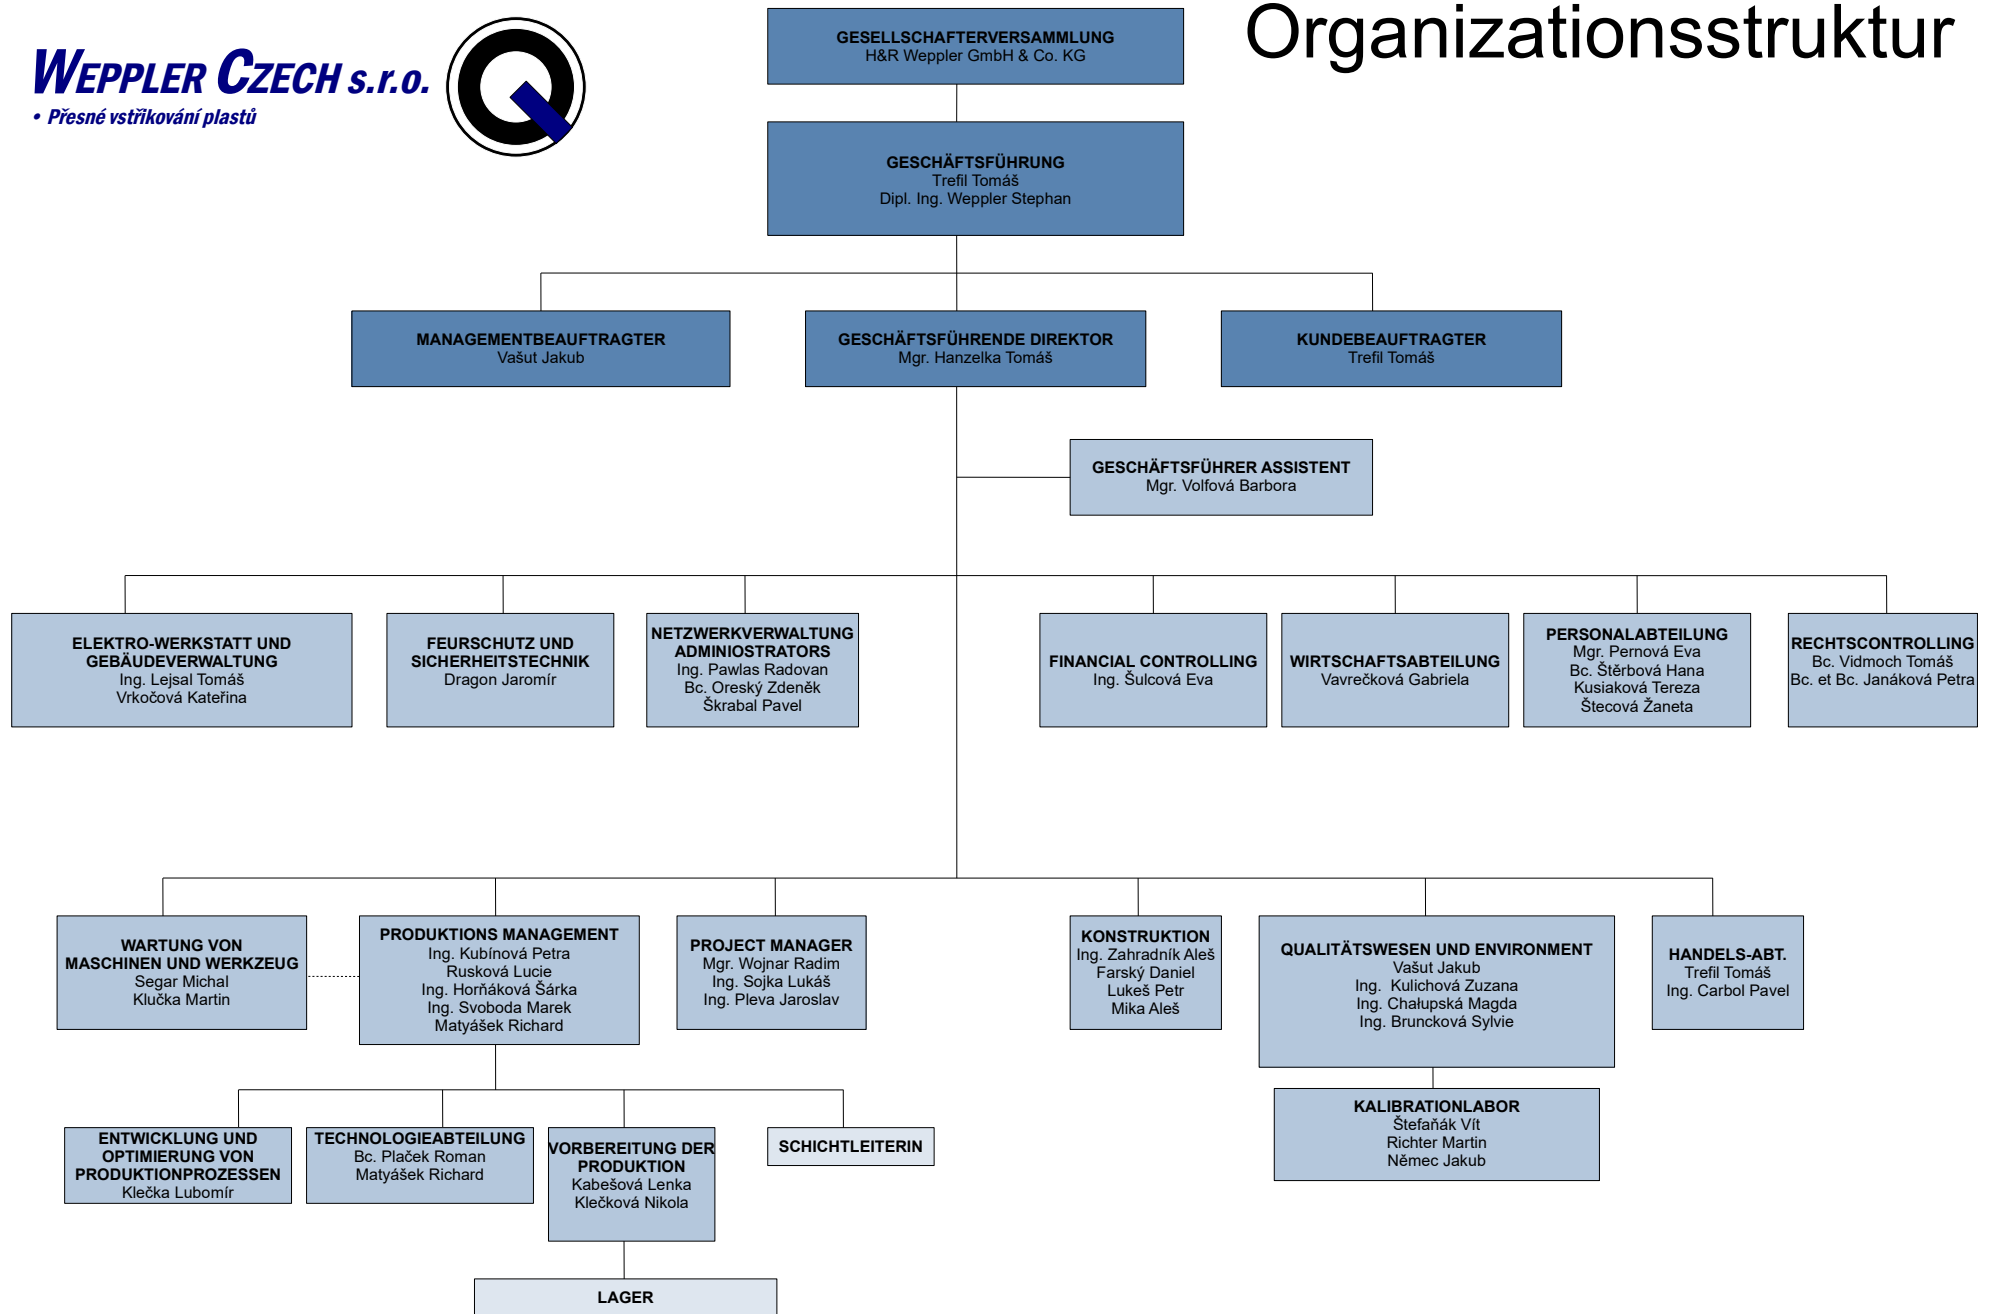 Organizationsstruktur
WEPPLER CZECH s.r.o.
• Přesné vstřikování plastů
GESELLSCHAFTERVERSAMMLUNG
H&R Weppler GmbH & Co. KG
GESCHÄFTSFÜHRUNG
Trefil Tomáš
Dipl. Ing. Weppler Stephan
MANAGEMENTBEAUFTRAGTER
Vašut Jakub
GESCHÄFTSFÜHRENDE DIREKTOR
Mgr. Hanzelka Tomáš
KUNDEBEAUFTRAGTER
Trefil Tomáš
GESCHÄFTSFÜHRER ASSISTENT
Mgr. Volfová Barbora
ELEKTRO-WERKSTATT UND
GEBÄUDEVERWALTUNG
Ing. Lejsal Tomáš
Vrkočová Kateřina
FEURSCHUTZ UND
SICHERHEITSTECHNIK
Dragon Jaromír
NETZWERKVERWALTUNG
ADMINIOSTRATORS
Ing. Pawlas Radovan
Bc. Oreský Zdeněk
Škrabal Pavel
FINANCIAL CONTROLLING
Ing. Šulcová Eva
WIRTSCHAFTSABTEILUNG
Vavrečková Gabriela
PERSONALABTEILUNG
Mgr. Pernová Eva
Bc. Štěrbová Hana
Kusiaková Tereza
Štecová Žaneta
RECHTSCONTROLLING
Bc. Vidmoch Tomáš
Bc. et Bc. Janáková Petra
WARTUNG VON
MASCHINEN UND WERKZEUG
Segar Michal
Klučka Martin
PRODUKTIONS MANAGEMENT
Ing. Kubínová Petra
Rusková Lucie
Ing. Horňáková Šárka
Ing. Svoboda Marek
Matyášek Richard
PROJECT MANAGER
Mgr. Wojnar Radim
Ing. Sojka Lukáš
Ing. Pleva Jaroslav
KONSTRUKTION
Ing. Zahradník Aleš
Farský Daniel
Lukeš Petr
Mika Aleš
QUALITÄTSWESEN UND ENVIRONMENT
Vašut Jakub
Ing. Kulichová Zuzana
Ing. Chałupská Magda
Ing. Bruncková Sylvie
HANDELS-ABT.
Trefil Tomáš
Ing. Carbol Pavel
ENTWICKLUNG UND
OPTIMIERUNG VON
PRODUKTIONPROZESSEN
Klečka Lubomír
TECHNOLOGIEABTEILUNG
Bc. Plaček Roman
Matyášek Richard
VORBEREITUNG DER
PRODUKTION
Kabešová Lenka
Klečková Nikola
SCHICHTLEITERIN
KALIBRATIONLABOR
Štefaňák Vít
Richter Martin
Němec Jakub
LAGER